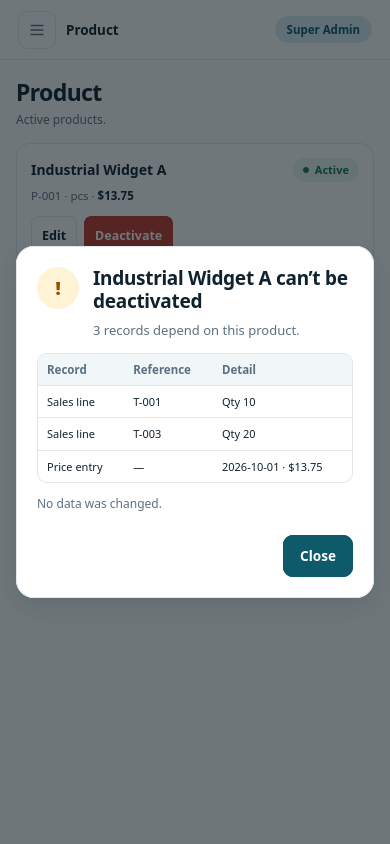 Product
Super Admin
Product
Active products.
Industrial Widget A
Active
P-001 · pcs · $13.75
Edit
Deactivate
!
Industrial Widget A can’t be
deactivated
3 records depend on this product.
Record Reference Detail
Sales line T-001 Qty 10
Sales line T-003 Qty 20
Price entry — 2026-10-01 · $13.75
No data was changed.
Close